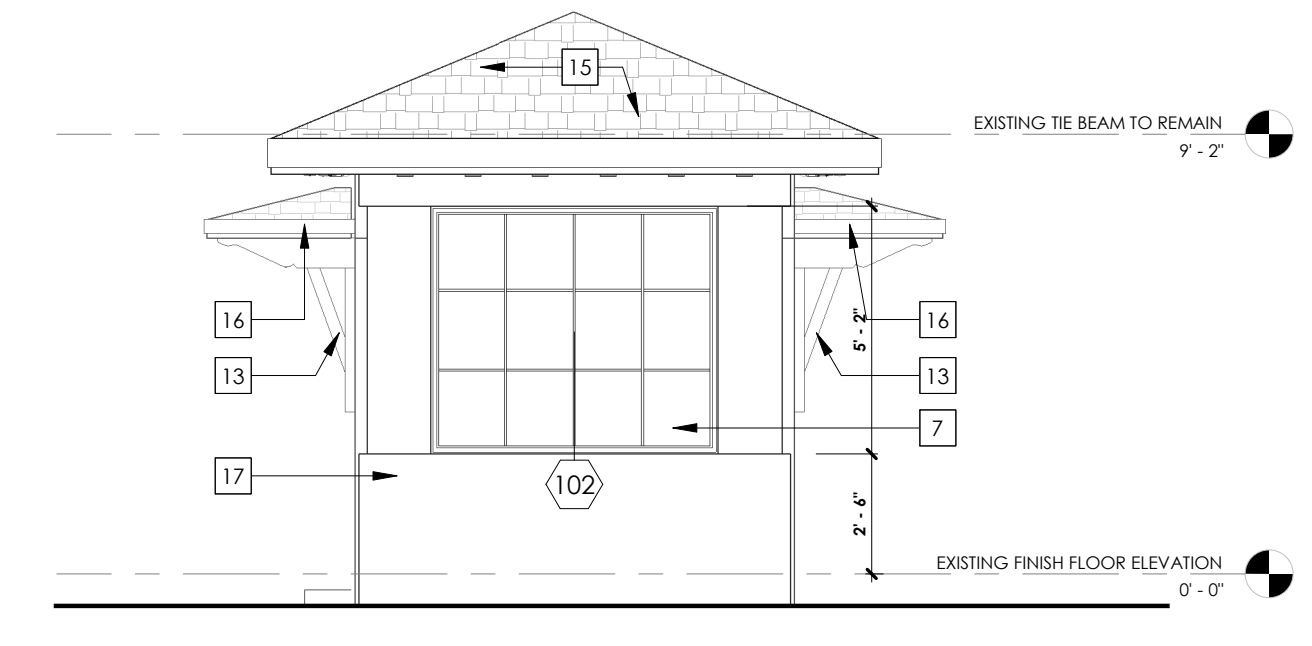 15
EXISTING TIE BEAM TO REMAIN
9' - 2"
16
5' - 2"
16
13
13
7
17
102
2' - 6"
EXISTING FINISH FLOOR ELEVATION
0' - 0"